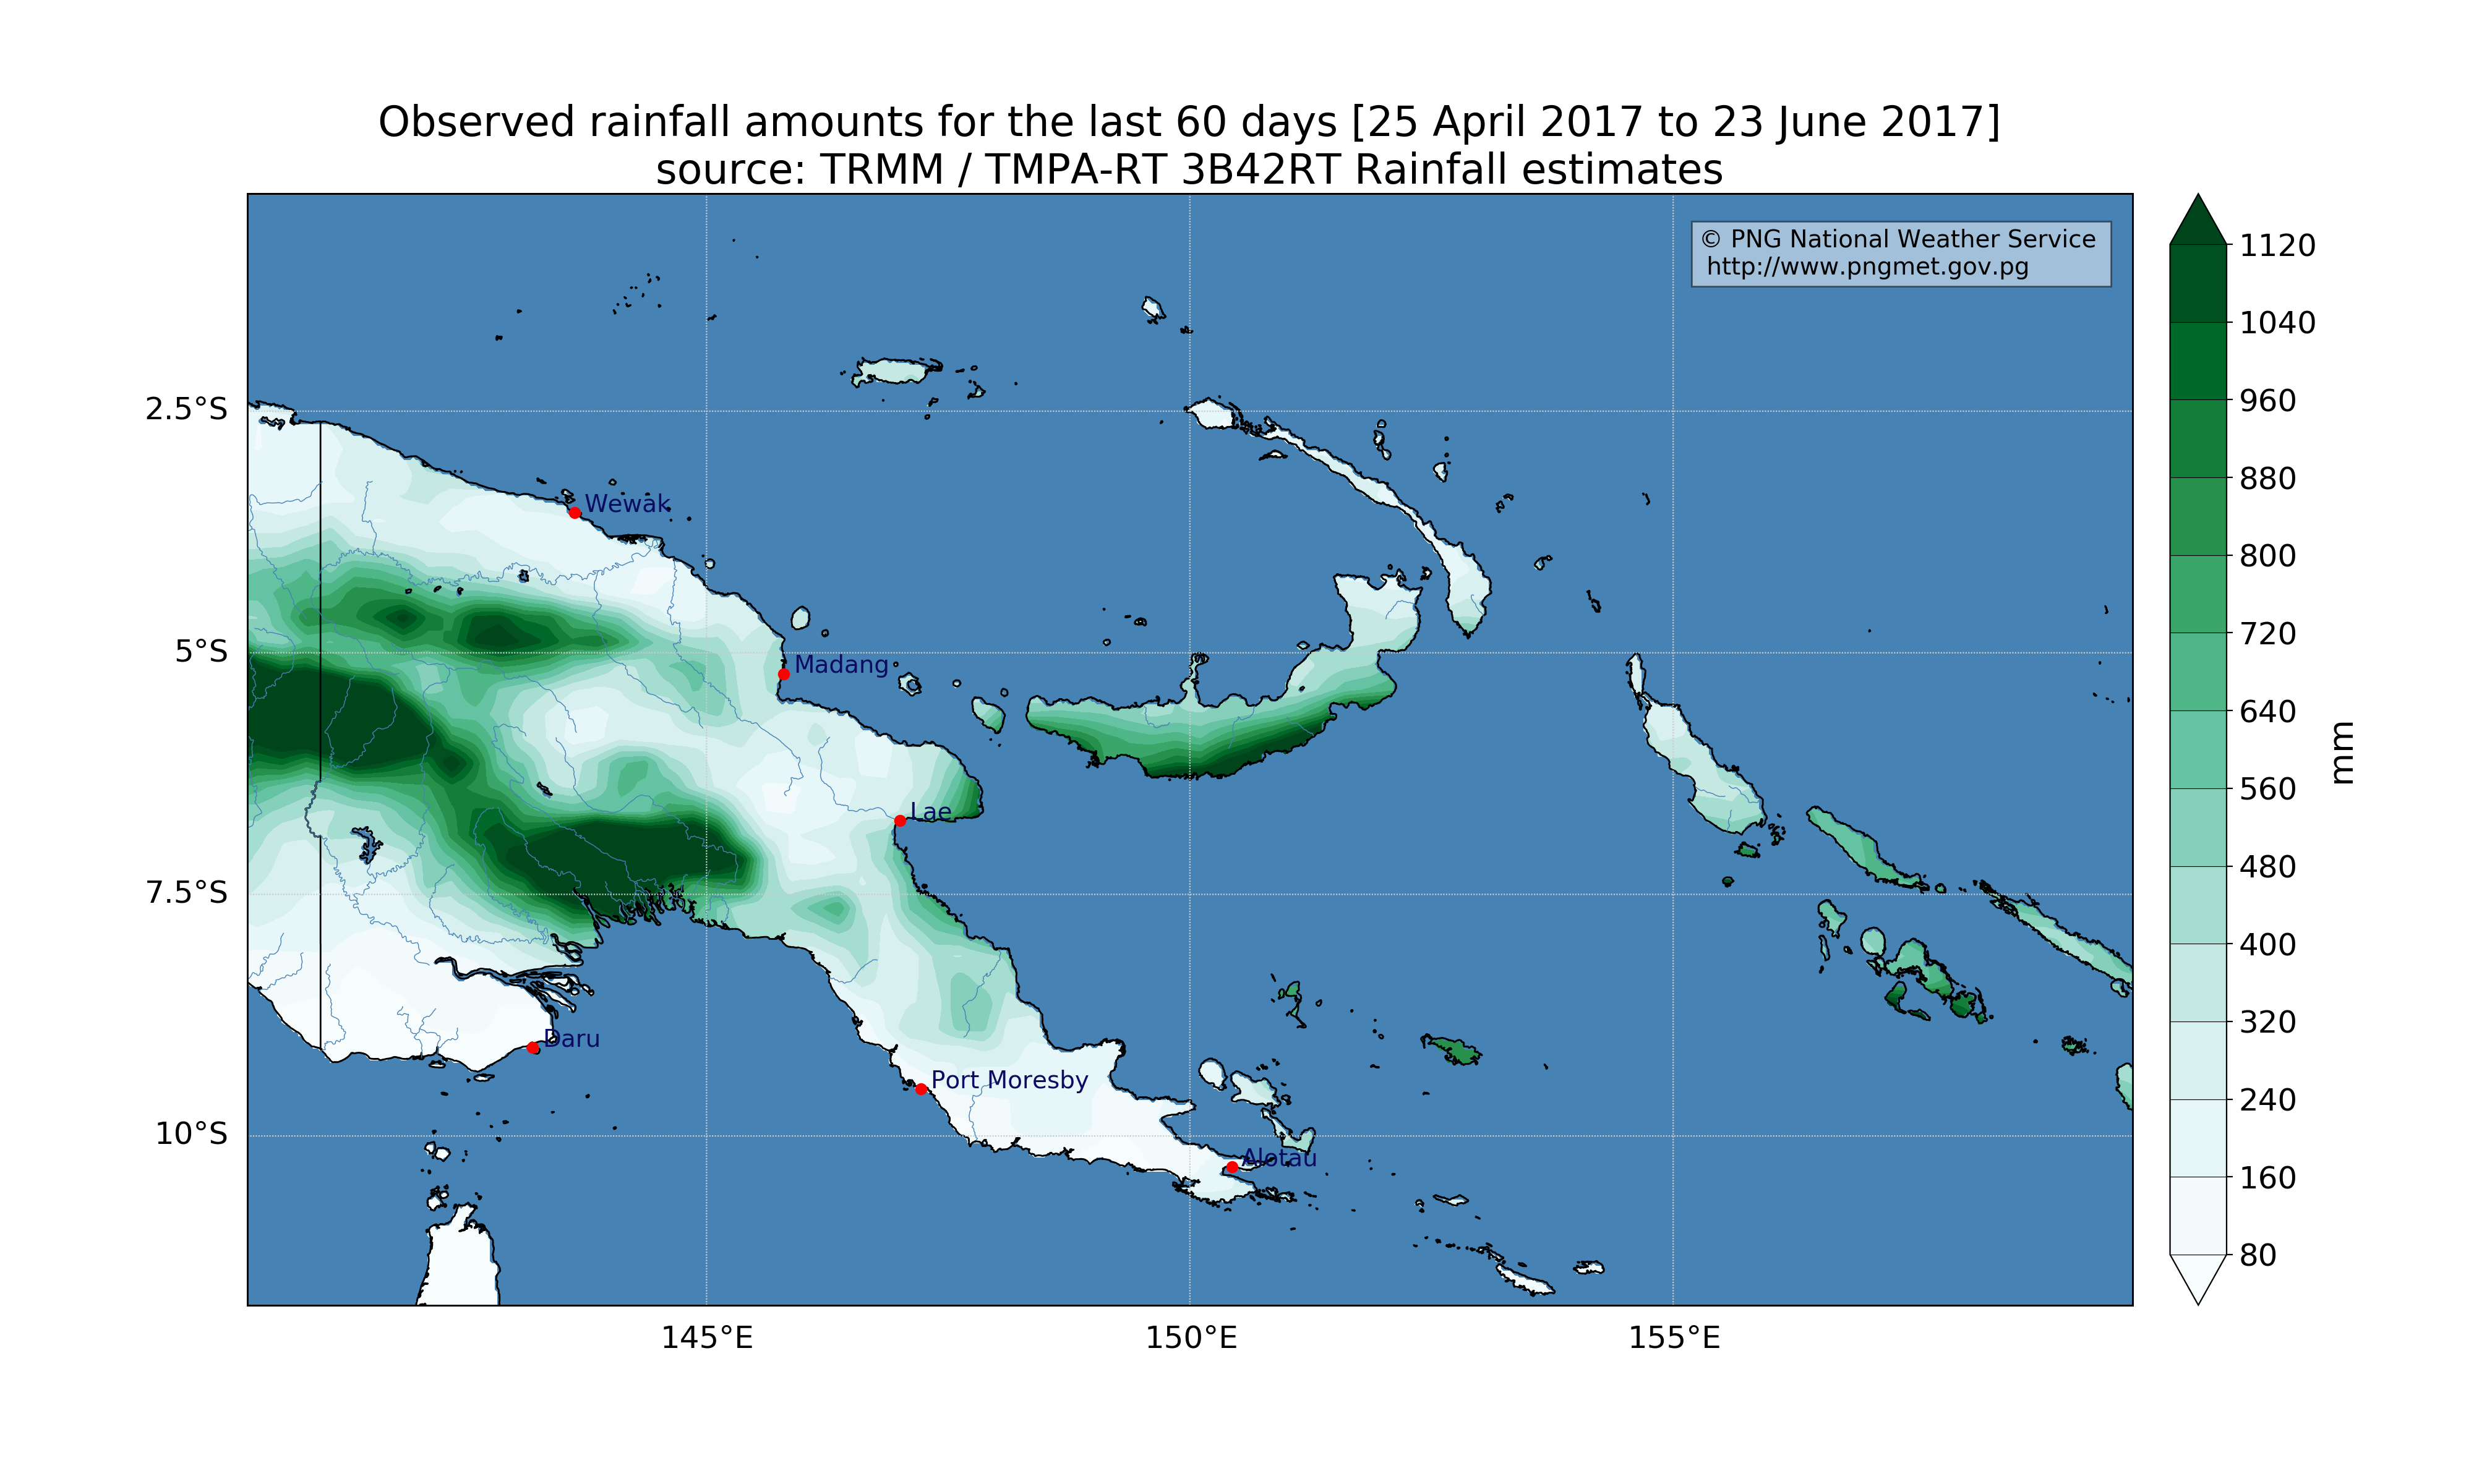 Observed rainfall amounts for the last 60 days [25 April 2017 to 23 June 2017]
source: TRMM / TMPA-RT 3B42RT Rainfall estimates
© PNG National Weather Service
http://www.pngmet.gov.pg
2.5°S
5°S
7.5°S
10°S
Wewak
Madang
Lae
Daru
Port Moresby
Alotau
145°E
150°E
155°E
1120
1040
960
880
800
720
640
560
480
400
320
240
160
80
mm